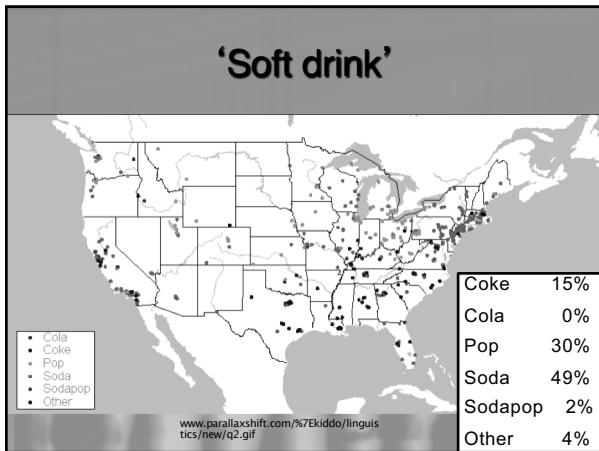 ‘Soft drink’
Cola
Coke
Pop
Soda
Sodapop
Other
www.parallaxshift.com/%7Ekiddo/linguis
tics/new/q2.gif
Coke 15%
Cola 0%
Pop 30%
Soda 49%
Sodapop 2%
Other 4%